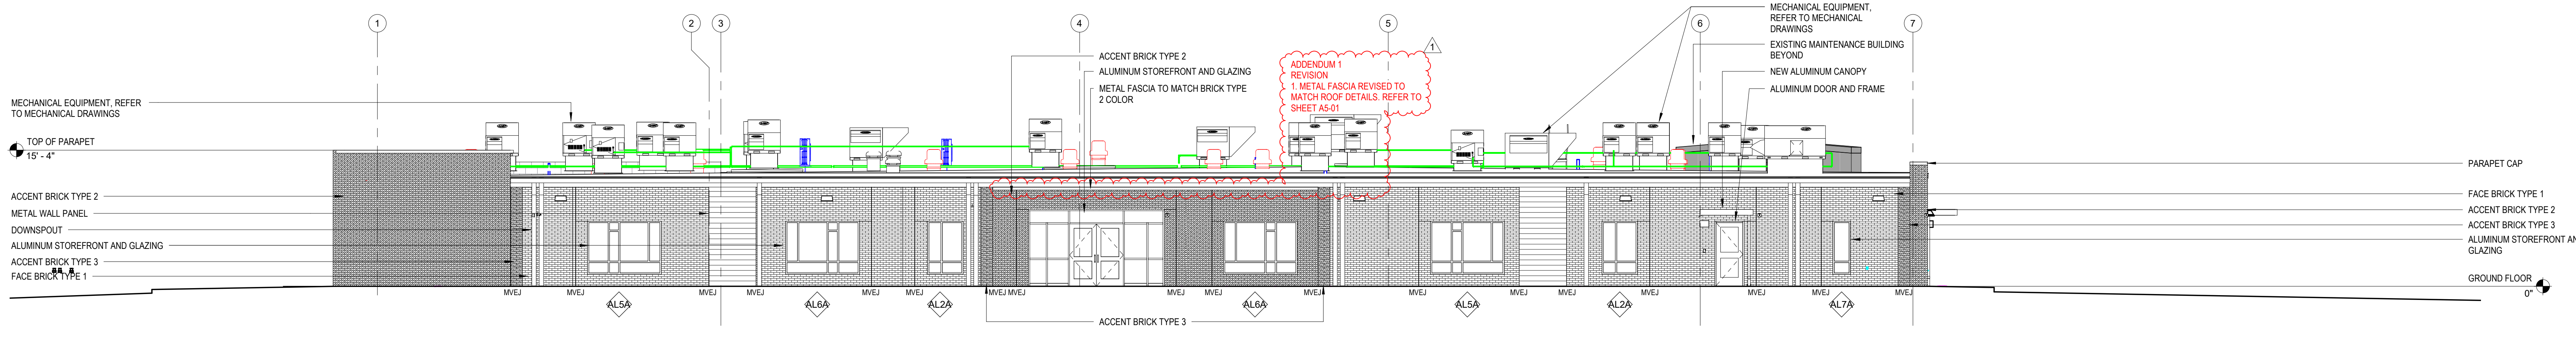 1
2
3
4
5
6
7
MECHANICAL EQUIPMENT,
REFER TO MECHANICAL
DRAWINGS
EXISTING MAINTENANCE BUILDING
BEYOND
NEW ALUMINUM CANOPY
ALUMINUM DOOR AND FRAME
ACCENT BRICK TYPE 2
ALUMINUM STOREFRONT AND GLAZING
METAL FASCIA TO MATCH BRICK TYPE
2 COLOR
1
ADDENDUM 1
REVISION
1. METAL FASCIA REVISED TO
MATCH ROOF DETAILS. REFER TO
SHEET A5-01
MECHANICAL EQUIPMENT, REFER
TO MECHANICAL DRAWINGS
TOP OF PARAPET
15' - 4"
ACCENT BRICK TYPE 2
METAL WALL PANEL
DOWNSPOUT
ALUMINUM STOREFRONT AND GLAZING
ACCENT BRICK TYPE 3
FACE BRICK TYPE 1
PARAPET CAP
FACE BRICK TYPE 1
ACCENT BRICK TYPE 2
ACCENT BRICK TYPE 3
ALUMINUM STOREFRONT AN
GLAZING
GROUND FLOOR
0"
MVEJ MVEJ MVEJ MVEJ MVEJ MVEJ MVEJ MVEJ MVEJ MVEJ MVEJ MVEJ MVEJ MVEJ MVEJ MVEJ MVEJ MVEJ
AL5A AL6A AL2A AL6A AL5A AL2A AL7A
ACCENT BRICK TYPE 3